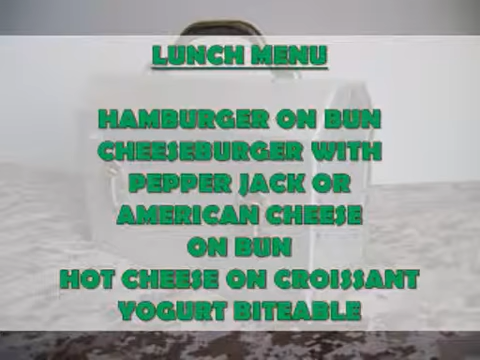 LUNCH MENU
HAMBURGER ON BUN
CHEESEBURGER WITH
PEPPER JACK OR
AMERICAN CHEESE
ON BUN
HOT CHEESE ON CROISSANT
YOGURT BITEABLE